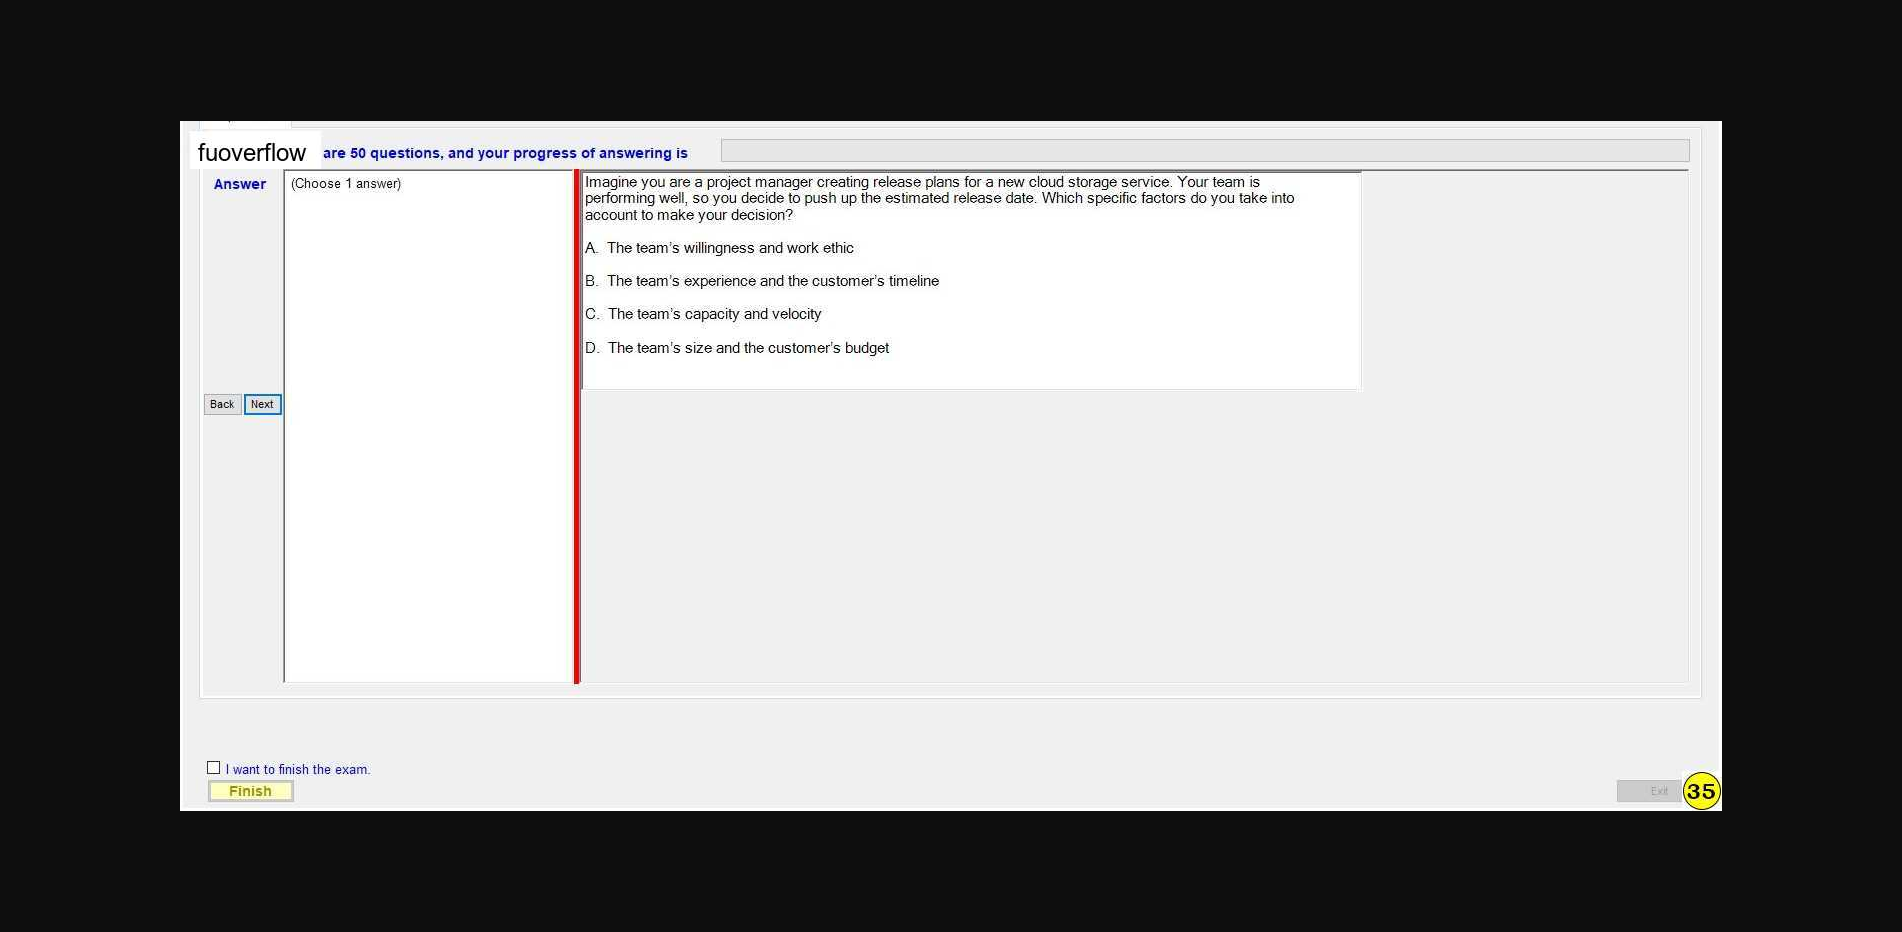 fuoverflow are 50 questions, and your progress of answering is
Answer
(Choose 1 answer)
Imagine you are a project manager creating release plans for a new cloud storage service. Your team is
performing well, so you decide to push up the estimated release date. Which specific factors do you take into
account to make your decision?
A. The team's willingness and work ethic
B. The team's experience and the customer's timeline
C. The team's capacity and velocity
D. The team's size and the customer's budget
Back Next
I want to finish the exam.
Finish
Exit
35